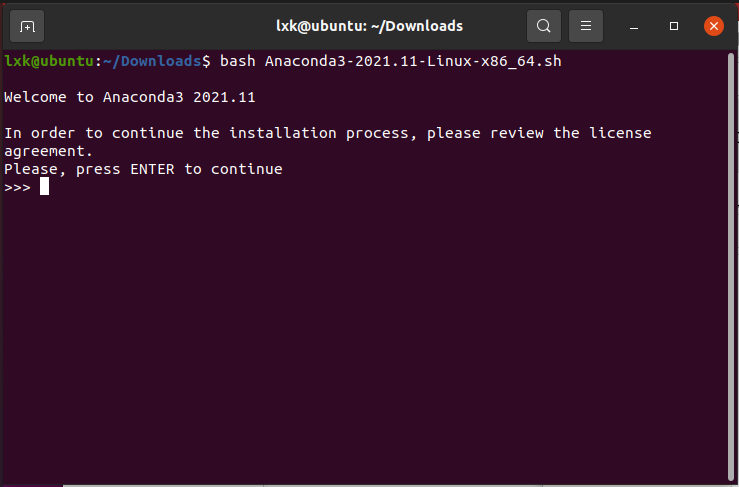 lxk@ubuntu: ~/Downloads
lxk@ubuntu:~/Downloads$ bash Anaconda3-2021.11-Linux-x86_64.sh
Welcome to Anaconda3 2021.11
In order to continue the installation process, please review the license
agreement.
Please, press ENTER to continue
>>>